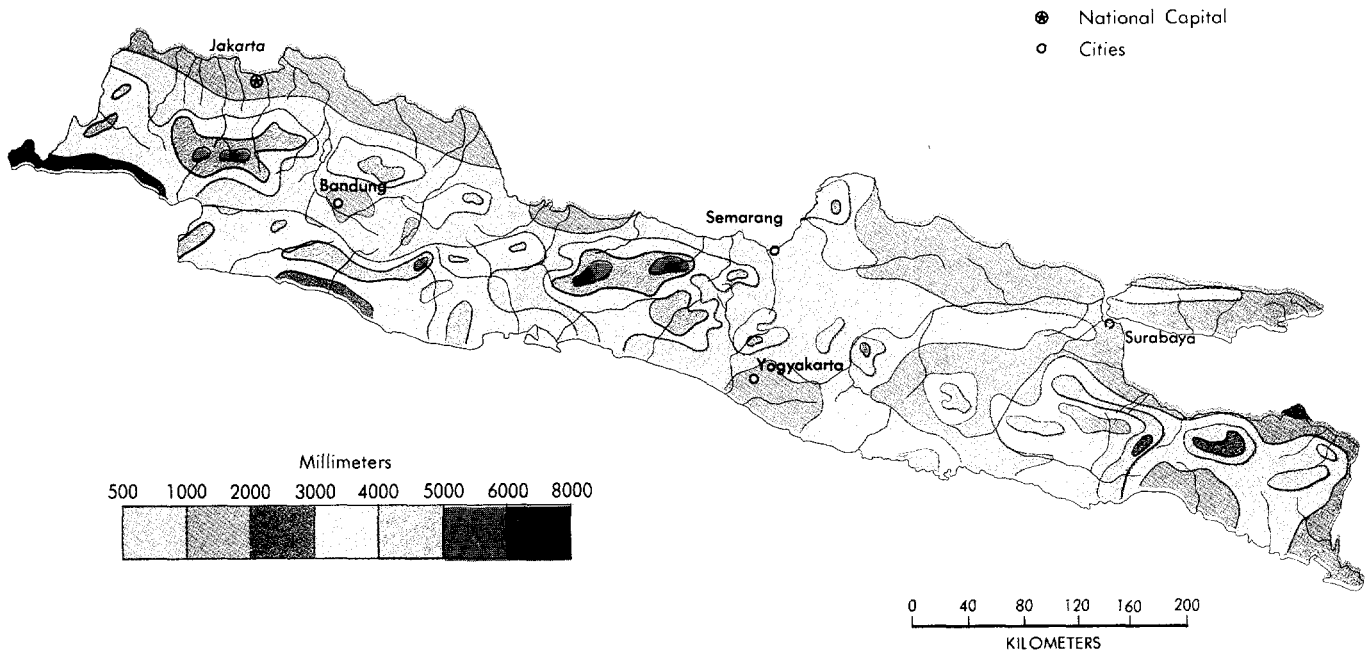 National Capital
Cities
Jakarta
Bandung
Semarang
Surabaya
Yogyakarta
Millimeters
500 1000 2000 3000 4000 5000 6000 8000
0 40 80 120 160 200
KILOMETERS